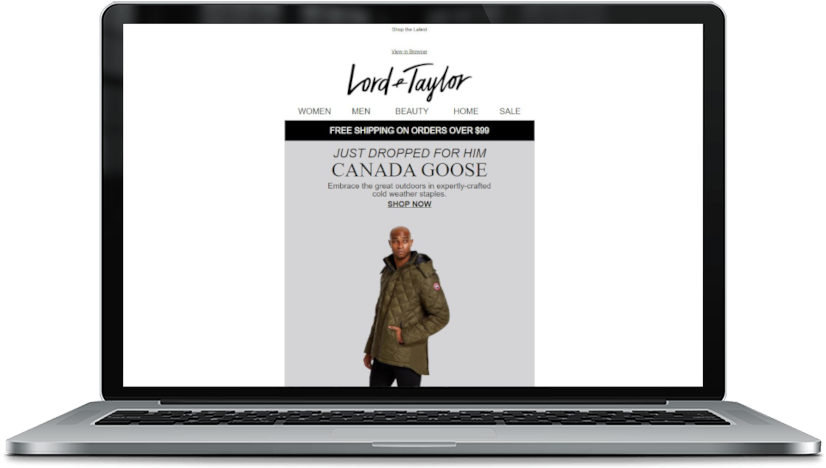 Shop the Latest
View in Browser
Lord & Taylor
WOMEN MEN BEAUTY HOME SALE
FREE SHIPPING ON ORDERS OVER $99
JUST DROPPED FOR HIM
CANADA GOOSE
Embrace the great outdoors in expertly-crafted
cold weather staples.
SHOP NOW